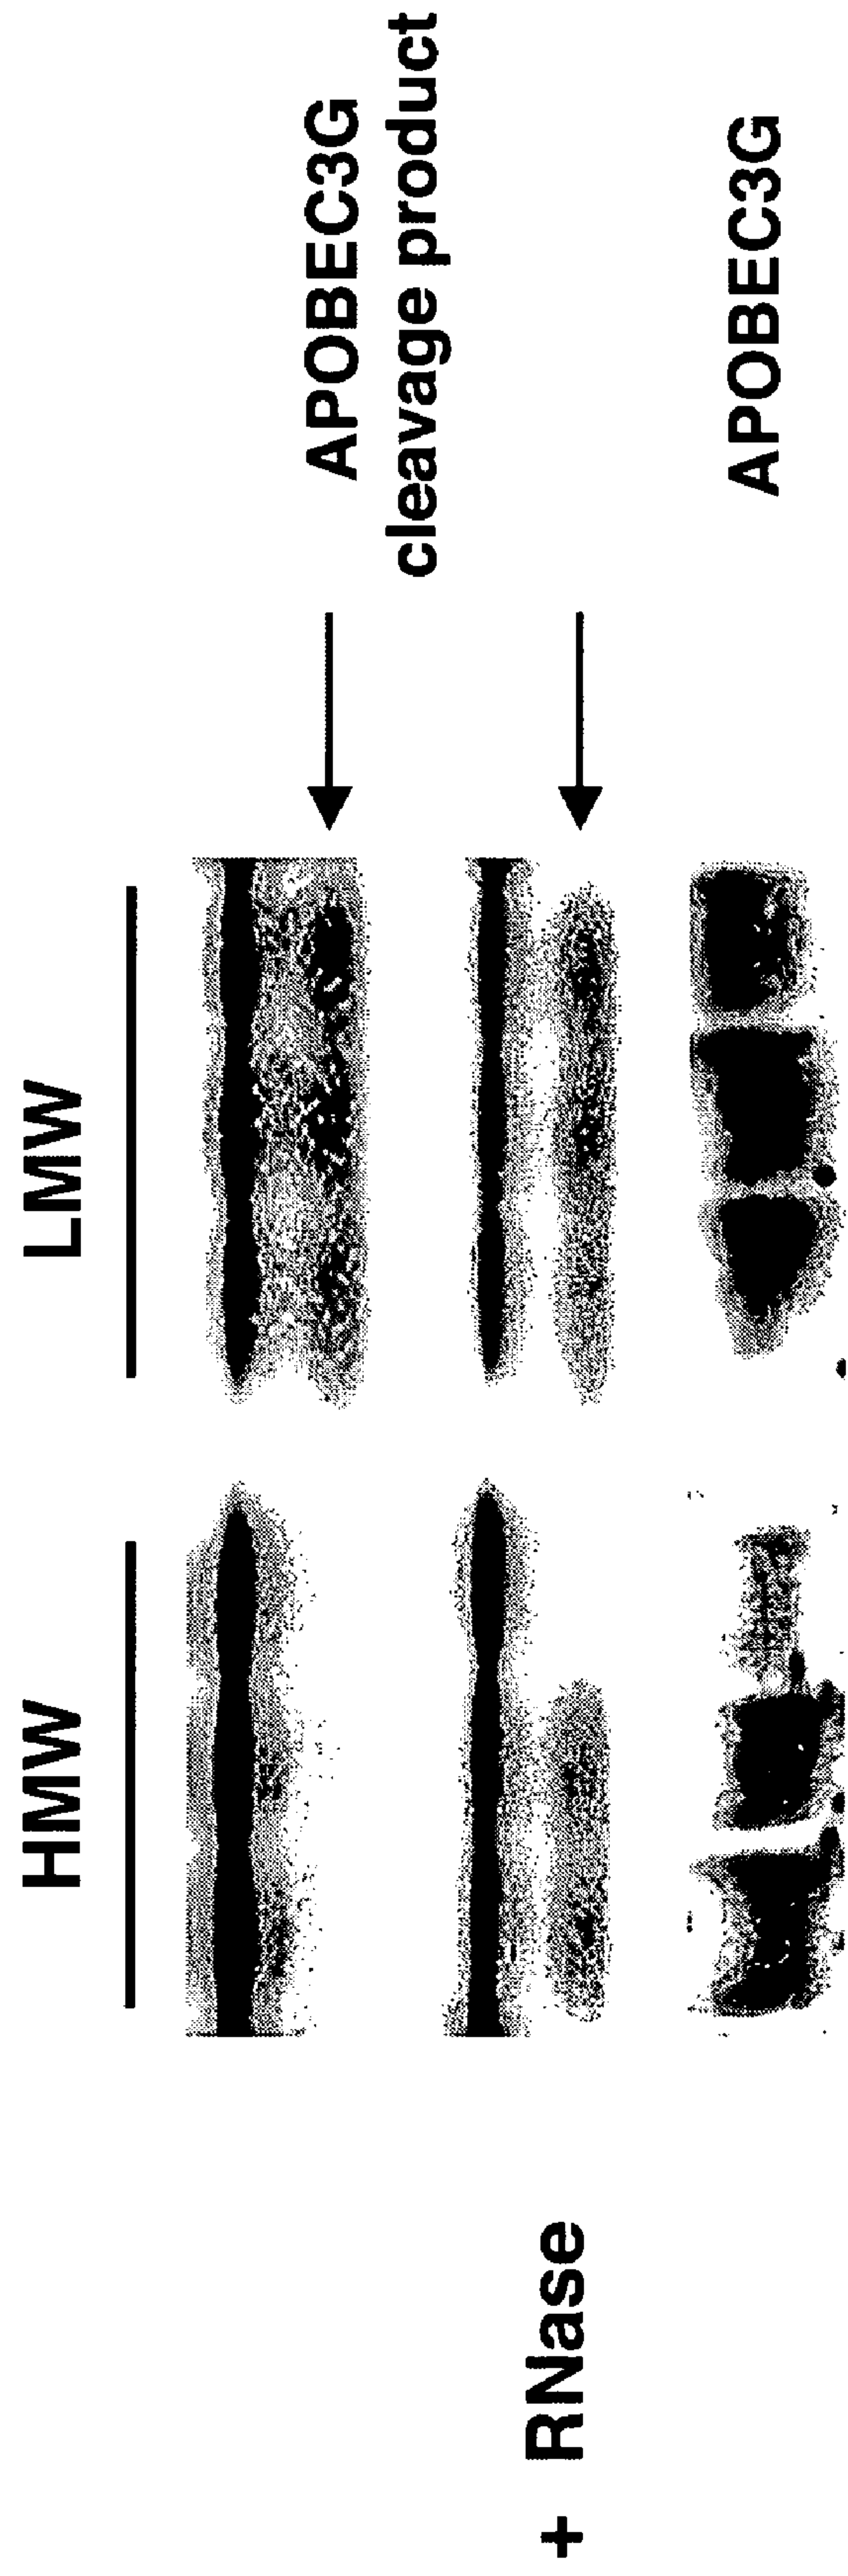 HMW
LMW
APOBEC3G
cleavage product
+ RNase
APOBEC3G